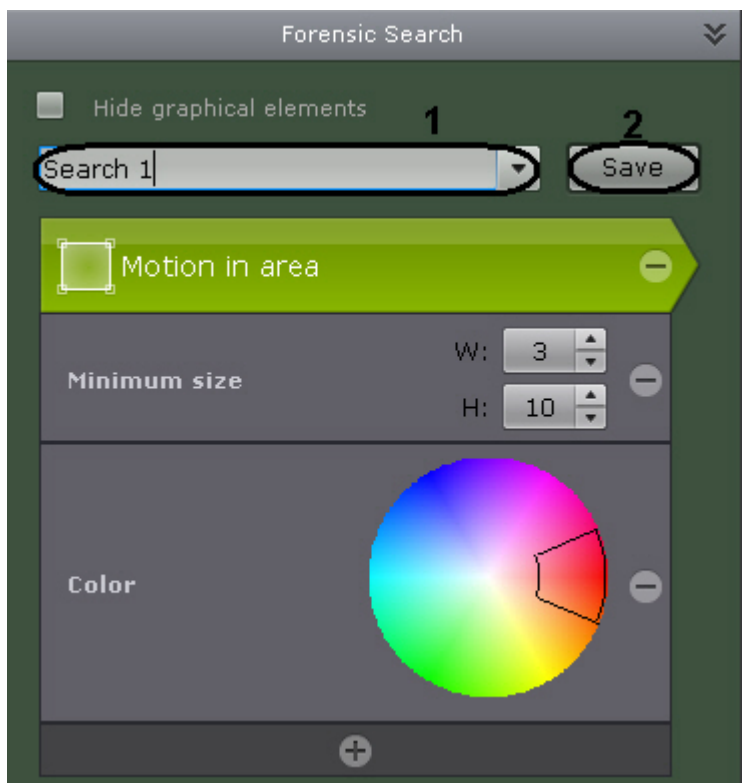 Forensic Search
Hide graphical elements
1 2
Search 1 Save
Motion in area
Minimum size
W: 3
H: 10
Color